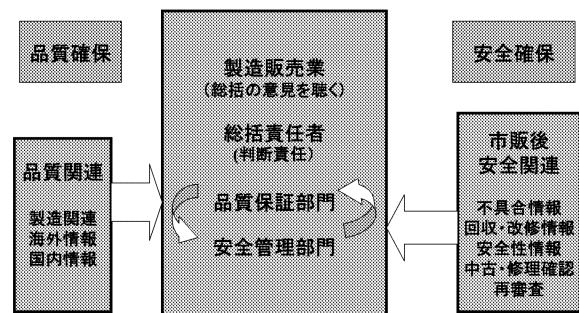 品質確保
製造販売業
(総括の意見を聴く)
総括責任者
(判断責任)
品質保証部門
安全管理部門
品質関連
製造関連
海外情報
国内情報
安全確保
市販後
安全関連
不具合情報
回収・改修情報
安全性情報
中古・修理確認
再審査